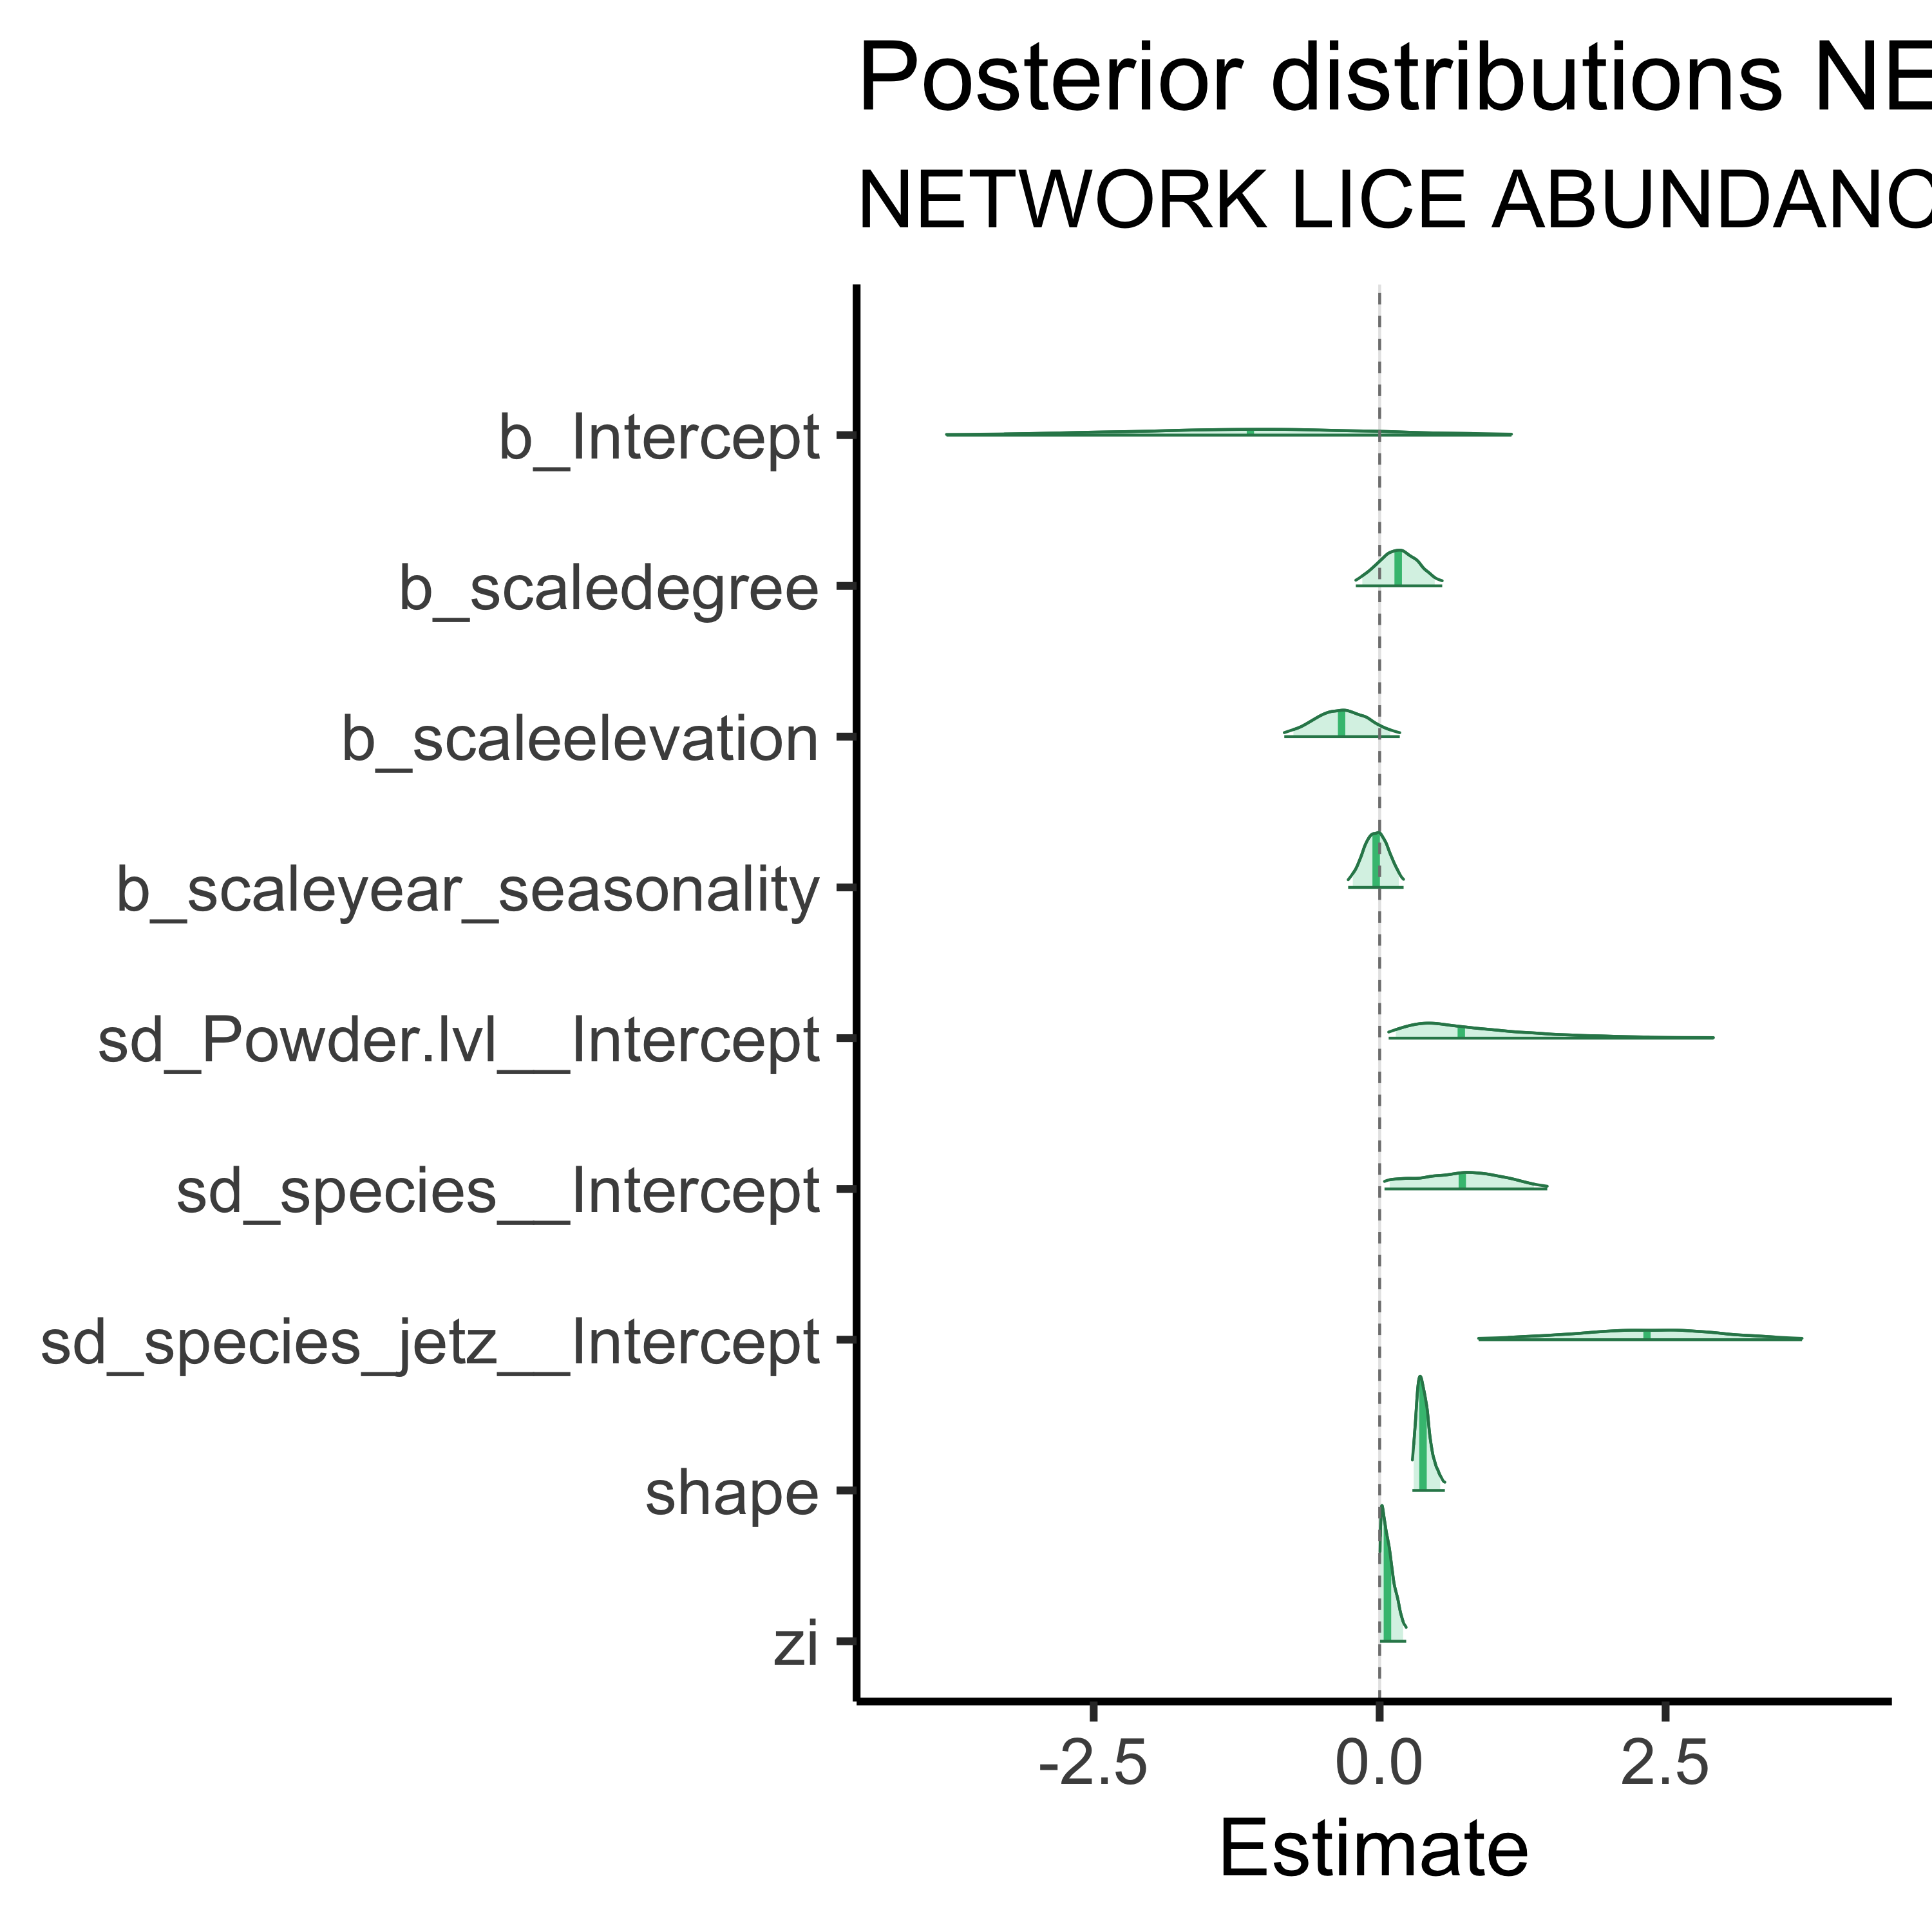 Posterior distributions NE
NETWORK LICE ABUNDANC
b_Intercept
b_scaledegree
b_scaleelevation
b_scaleyear_seasonality
sd_Powder.lvl__Intercept
sd_species__Intercept
sd_species_jetz__Intercept
shape
zi
-2.5 0.0 2.5
Estimate